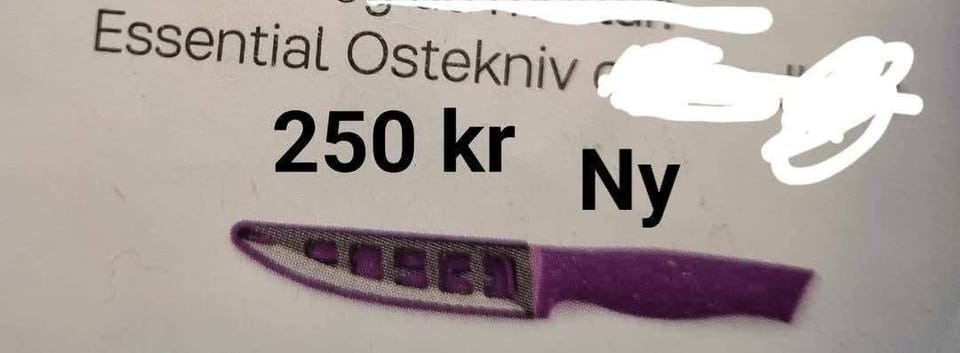 Essential Ostekniv
250 kr
Ny